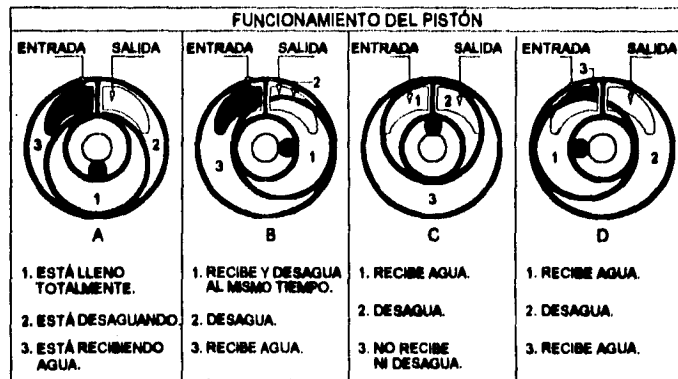 FUNCIONAMIENTO DEL PISTÓN
ENTRADA SALIDA
3
2
1
A
1. ESTÁ LLENO
TOTALMENTE.
2. ESTÁ DESAGUANDO.
3. ESTÁ RECIBIENDO
AGUA.
ENTRADA SALIDA
2
1
3
B
1. RECIBE Y DESAGUA
AL MISMO TIEMPO.
2. DESAGUA.
3. RECIBE AGUA.
ENTRADA SALIDA
1 2
3
C
1. RECIBE AGUA.
2. DESAGUA.
3. NO RECIBE
NI DESAGUA.
ENTRADA SALIDA
3
1 2
D
1. RECIBE AGUA.
2. DESAGUA.
3. RECIBE AGUA.